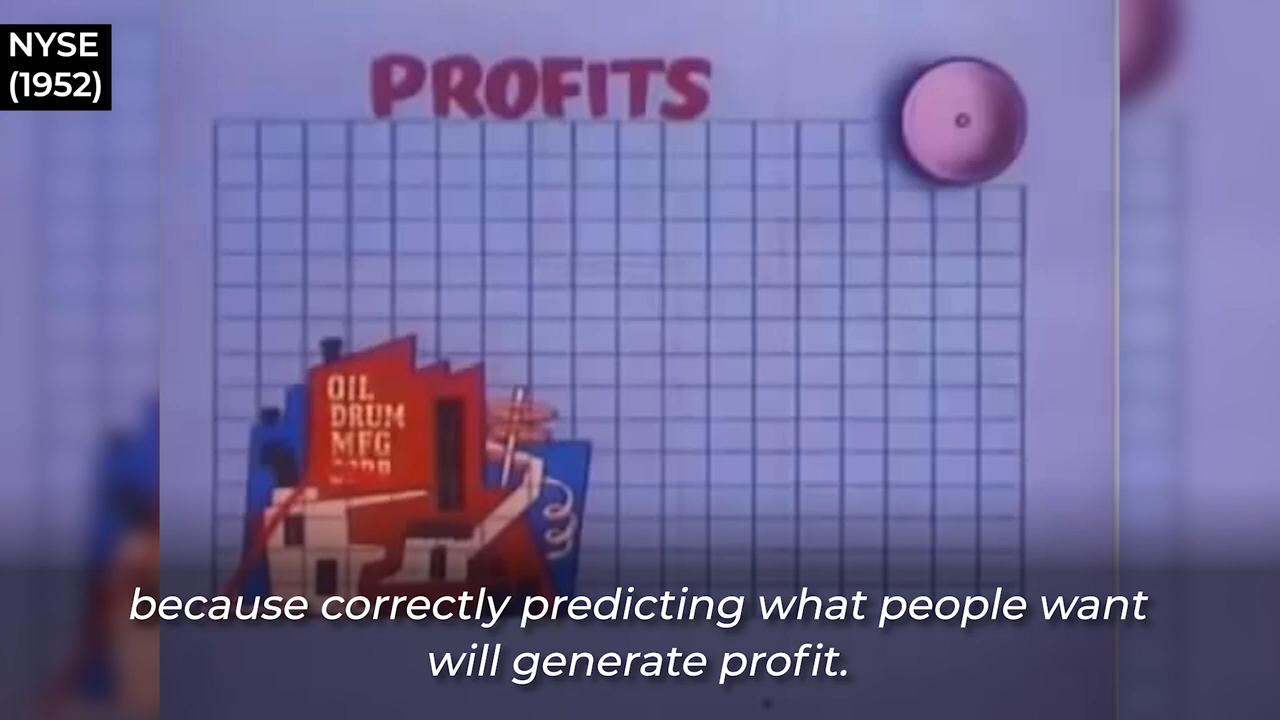 NYSE
(1952)
PROFITS
OIL
DRUM
MFG
because correctly predicting what people want
will generate profit.